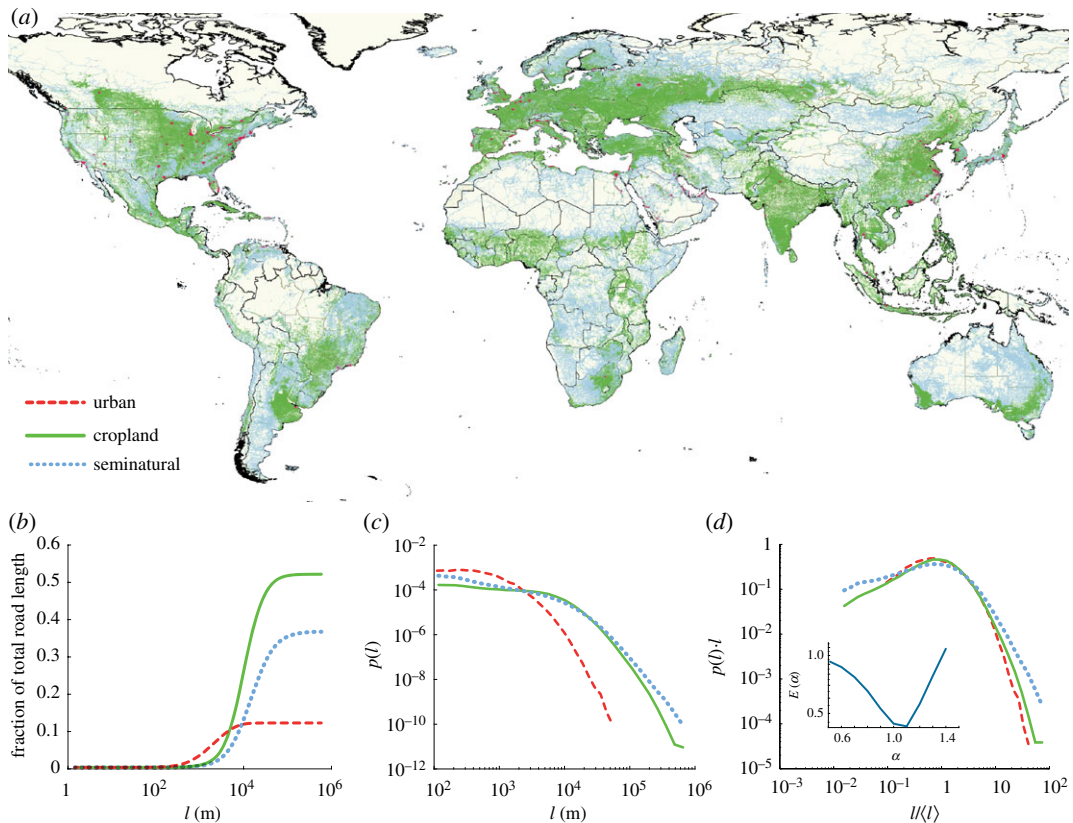 (a)
urban
cropland
seminatural
(b)
fraction of total road length
0.6
0.5
0.4
0.3
0.2
0.1
0
1
10²
10⁴
10⁶
l (m)
(c)
p(l)
10⁻²
10⁻⁴
10⁻⁶
10⁻⁸
10⁻¹⁰
10⁻¹²
10²
10³
10⁴
10⁵
10⁶
l (m)
(d)
p(l)·l
1
10⁻¹
10⁻²
10⁻³
10⁻⁴
10⁻⁵
10⁻³
10⁻²
10⁻¹
1
10
10²
l/⟨l⟩
E (α)
1.0
0.5
0.6
1.0
1.4
α